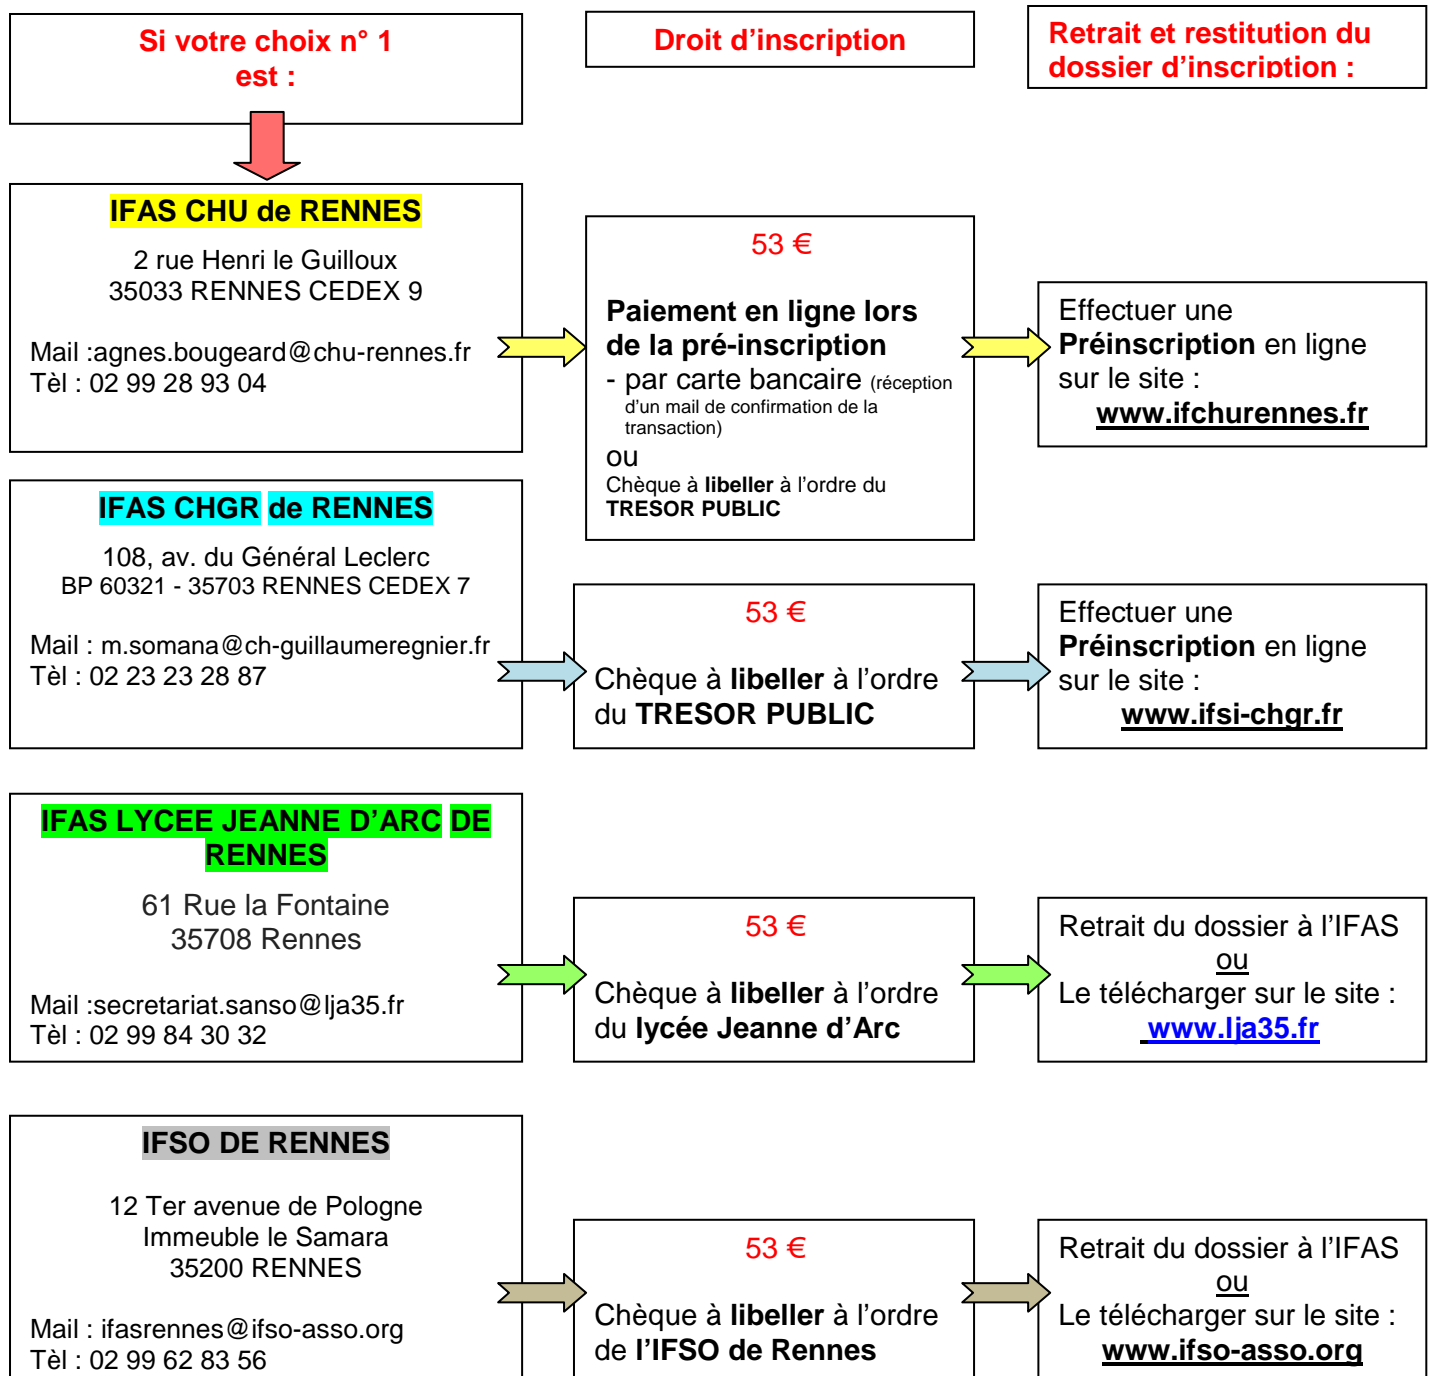 Si votre choix n° 1
est :
Droit d’inscription
Retrait et restitution du
dossier d’inscription :
IFAS CHU de RENNES
2 rue Henri le Guilloux
35033 RENNES CEDEX 9
Mail :agnes.bougeard@chu-rennes.fr
Tèl : 02 99 28 93 04
53 €
Paiement en ligne lors
de la pré-inscription
- par carte bancaire (réception
d’un mail de confirmation de la
transaction)
ou
Chèque à libeller à l’ordre du
TRESOR PUBLIC
Effectuer une
Préinscription en ligne
sur le site :
www.ifchurennes.fr
IFAS CHGR de RENNES
108, av. du Général Leclerc
BP 60321 - 35703 RENNES CEDEX 7
Mail : m.somana@ch-guillaumeregnier.fr
Tèl : 02 23 23 28 87
53 €
Chèque à libeller à l’ordre
du TRESOR PUBLIC
Effectuer une
Préinscription en ligne
sur le site :
www.ifsi-chgr.fr
IFAS LYCEE JEANNE D’ARC DE
RENNES
61 Rue la Fontaine
35708 Rennes
Mail :secretariat.sanso@lja35.fr
Tèl : 02 99 84 30 32
53 €
Chèque à libeller à l’ordre
du lycée Jeanne d’Arc
Retrait du dossier à l’IFAS
ou
Le télécharger sur le site :
www.lja35.fr
IFSO DE RENNES
12 Ter avenue de Pologne
Immeuble le Samara
35200 RENNES
Mail : ifasrennes@ifso-asso.org
Tèl : 02 99 62 83 56
53 €
Chèque à libeller à l’ordre
de l’IFSO de Rennes
Retrait du dossier à l’IFAS
ou
Le télécharger sur le site :
www.ifso-asso.org